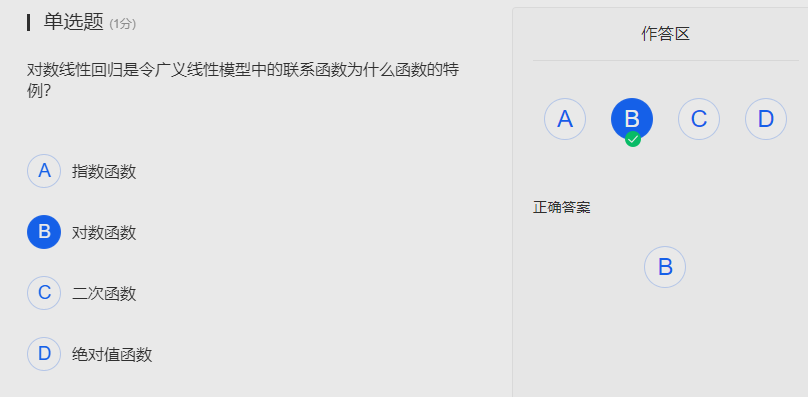 单选题 (1分)
对数线性回归是令广义线性模型中的联系函数为什么函数的特
例?
A 指数函数
B 对数函数
C 二次函数
D 绝对值函数
作答区
A B C D
正确答案
B